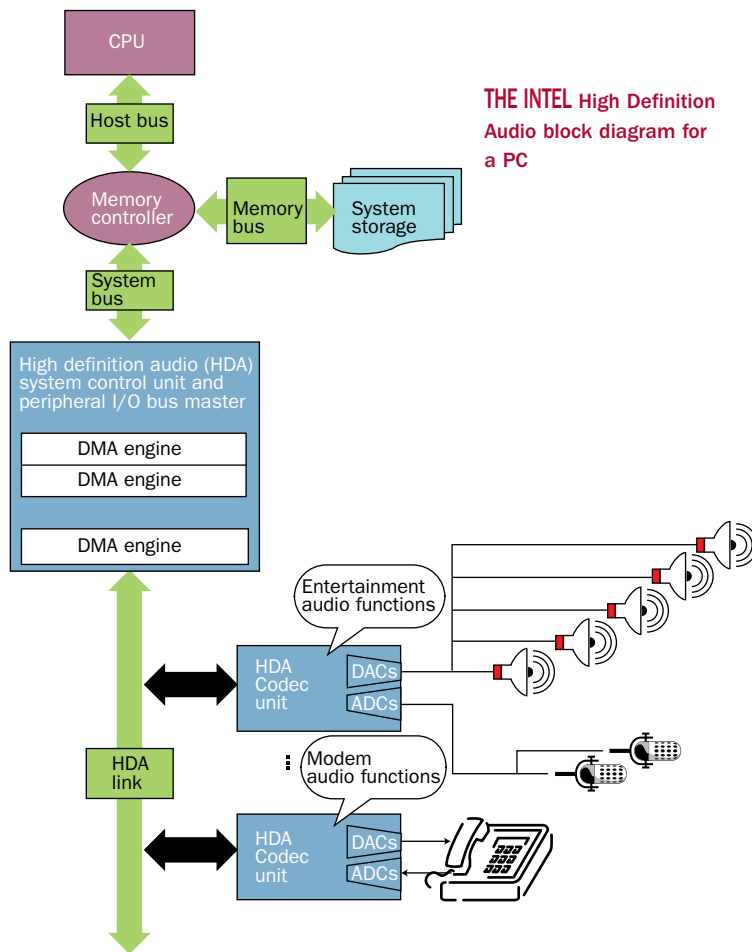 CPU
THE INTEL High Definition
Audio block diagram for
a PC
Host bus
Memory
controller
Memory
bus
System
storage
System
bus
High definition audio (HDA)
system control unit and
peripheral I/O bus master
DMA engine
DMA engine
DMA engine
Entertainment
audio functions
HDA
Codec
unit
DACs
ADCs
HDA
link
Modem
audio functions
HDA
Codec
unit
DACs
ADCs